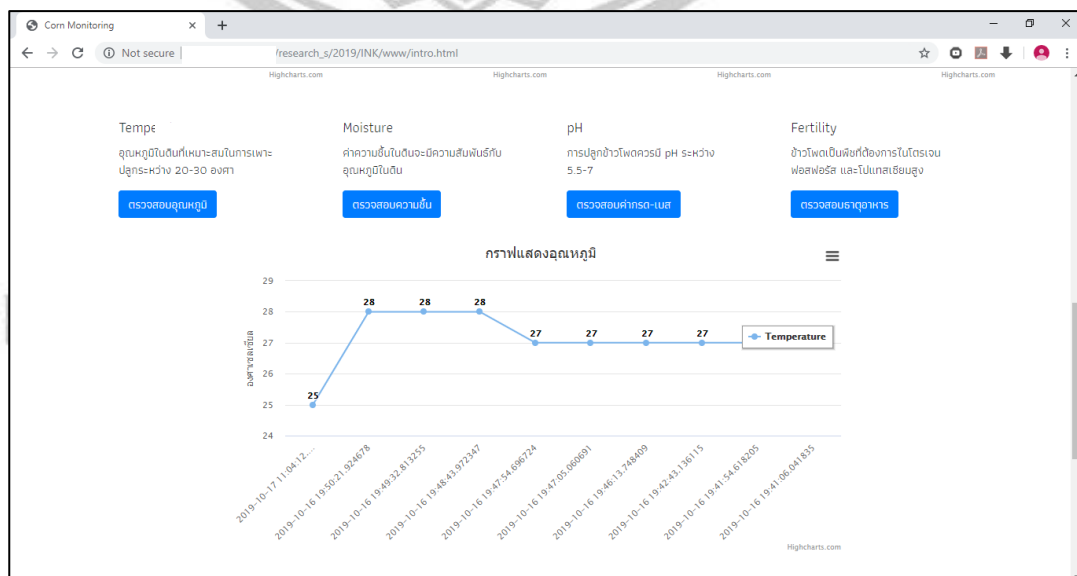 Corn Monitoring
Not secure
/research_s/2019/INK/www/intro.html
Highcharts.com
Highcharts.com
Highcharts.com
Highcharts.com
Tempe
อุณหภูมิในดินที่เหมาะสมในการเพาะ
ปลูกระหว่าง 20-30 องศา
ตรวจสอบอุณหภูมิ
Moisture
ค่าความชื้นในดินจะมีความสัมพันธ์กับ
อุณหภูมิในดิน
ตรวจสอบความชื้น
pH
การปลูกข้าวโพดควรมี pH ระหว่าง
5.5-7
ตรวจสอบค่ากรด-เบส
Fertility
ข้าวโพดเป็นพืชที่ต้องการไนโตรเจน
ฟอสฟอรัส และโปแทสเซียมสูง
ตรวจสอบธาตุอาหาร
กราฟแสดงอุณหภูมิ
องศาเซลเซียส
29
28
27
26
25
24
25
28
28
28
27
27
27
27
Temperature
2019-10-17 11:04:12....
2019-10-16 19:50:21.924678
2019-10-16 19:49:32.813255
2019-10-16 19:48:43.972347
2019-10-16 19:47:54.696724
2019-10-16 19:47:05.060691
2019-10-16 19:46:13.748409
2019-10-16 19:42:43.136115
2019-10-16 19:41:54.618205
2019-10-16 19:41:06.041835
Highcharts.com